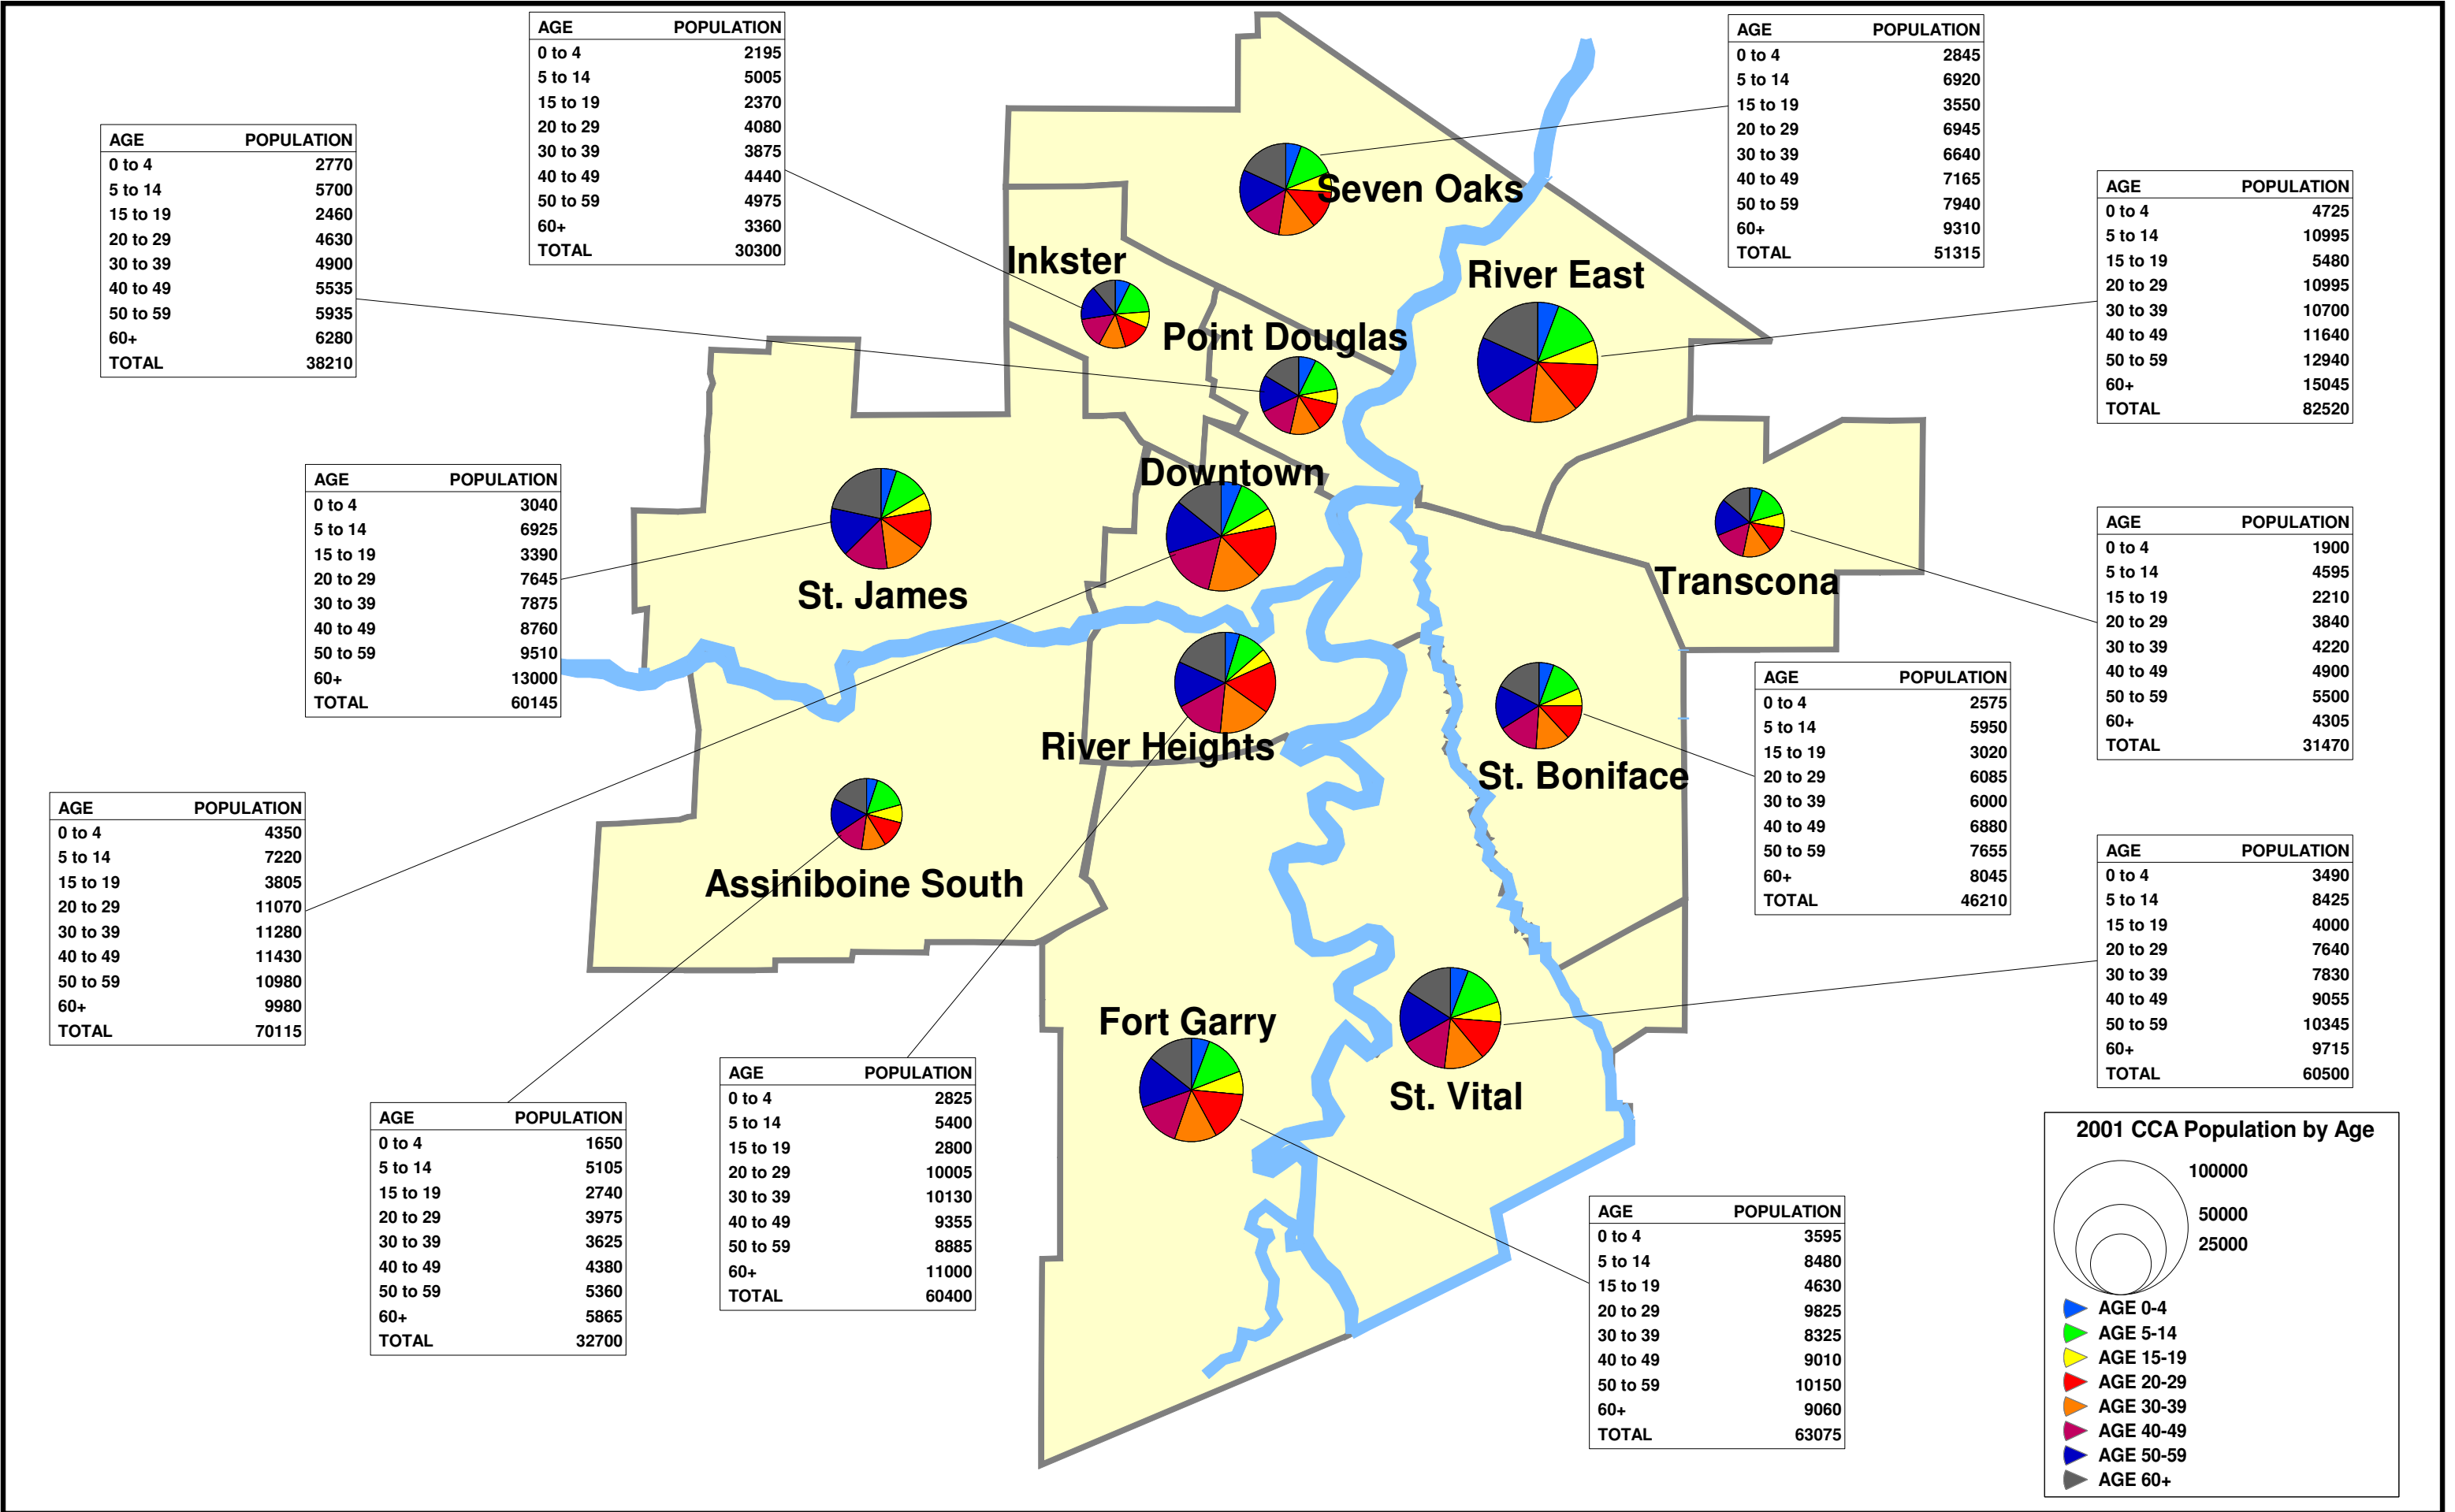 AGE POPULATION
0 to 4 2195
5 to 14 5005
15 to 19 2370
20 to 29 4080
30 to 39 3875
40 to 49 4440
50 to 59 4975
60+ 3360
TOTAL 30300
AGE POPULATION
0 to 4 2845
5 to 14 6920
15 to 19 3550
20 to 29 6945
30 to 39 6640
40 to 49 7165
50 to 59 7940
60+ 9310
TOTAL 51315
AGE POPULATION
0 to 4 2770
5 to 14 5700
15 to 19 2460
20 to 29 4630
30 to 39 4900
40 to 49 5535
50 to 59 5935
60+ 6280
TOTAL 38210
AGE POPULATION
0 to 4 4725
5 to 14 10995
15 to 19 5480
20 to 29 10995
30 to 39 10700
40 to 49 11640
50 to 59 12940
60+ 15045
TOTAL 82520
Seven Oaks
Inkster
River East
Point Douglas
Downtown
St. James
Transcona
River Heights
St. Boniface
Assiniboine South
Fort Garry
St. Vital
AGE POPULATION
0 to 4 3040
5 to 14 6925
15 to 19 3390
20 to 29 7645
30 to 39 7875
40 to 49 8760
50 to 59 9510
60+ 13000
TOTAL 60145
AGE POPULATION
0 to 4 1900
5 to 14 4595
15 to 19 2210
20 to 29 3840
30 to 39 4220
40 to 49 4900
50 to 59 5500
60+ 4305
TOTAL 31470
AGE POPULATION
0 to 4 2575
5 to 14 5950
15 to 19 3020
20 to 29 6085
30 to 39 6000
40 to 49 6880
50 to 59 7655
60+ 8045
TOTAL 46210
AGE POPULATION
0 to 4 4350
5 to 14 7220
15 to 19 3805
20 to 29 11070
30 to 39 11280
40 to 49 11430
50 to 59 10980
60+ 9980
TOTAL 70115
AGE POPULATION
0 to 4 3490
5 to 14 8425
15 to 19 4000
20 to 29 7640
30 to 39 7830
40 to 49 9055
50 to 59 10345
60+ 9715
TOTAL 60500
AGE POPULATION
0 to 4 1650
5 to 14 5105
15 to 19 2740
20 to 29 3975
30 to 39 3625
40 to 49 4380
50 to 59 5360
60+ 5865
TOTAL 32700
AGE POPULATION
0 to 4 2825
5 to 14 5400
15 to 19 2800
20 to 29 10005
30 to 39 10130
40 to 49 9355
50 to 59 8885
60+ 11000
TOTAL 60400
AGE POPULATION
0 to 4 3595
5 to 14 8480
15 to 19 4630
20 to 29 9825
30 to 39 8325
40 to 49 9010
50 to 59 10150
60+ 9060
TOTAL 63075
2001 CCA Population by Age
100000
50000
25000
AGE 0-4
AGE 5-14
AGE 15-19
AGE 20-29
AGE 30-39
AGE 40-49
AGE 50-59
AGE 60+